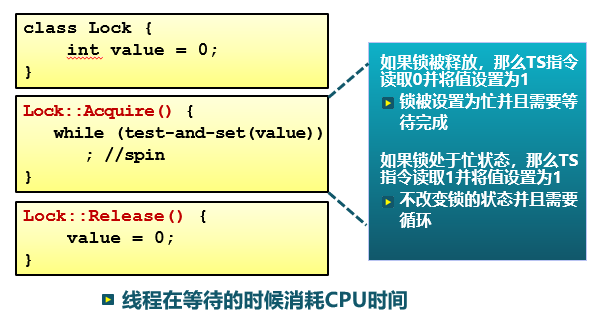 class Lock {
int value = 0;
}
Lock::Acquire() {
while (test-and-set(value))
; //spin
}
Lock::Release() {
value = 0;
}
如果锁被释放，那么TS指令
读取0并将值设置为1
锁被设置为忙并且需要等
待完成
如果锁处于忙状态，那么TS
指令读取1并将值设置为1
不改变锁的状态并且需要
循环
线程在等待的时候消耗CPU时间